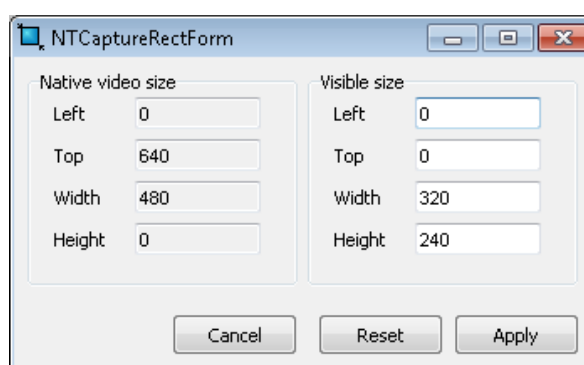 NTCaptureRectForm
Native video size
Left 0
Top 640
Width 480
Height 0
Visible size
Left 0
Top 0
Width 320
Height 240
Cancel Reset Apply